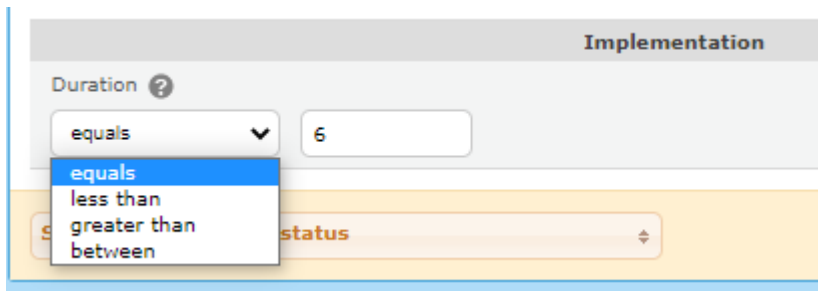 Implementation
Duration ?
equals 6
equals
less than
greater than
between
status